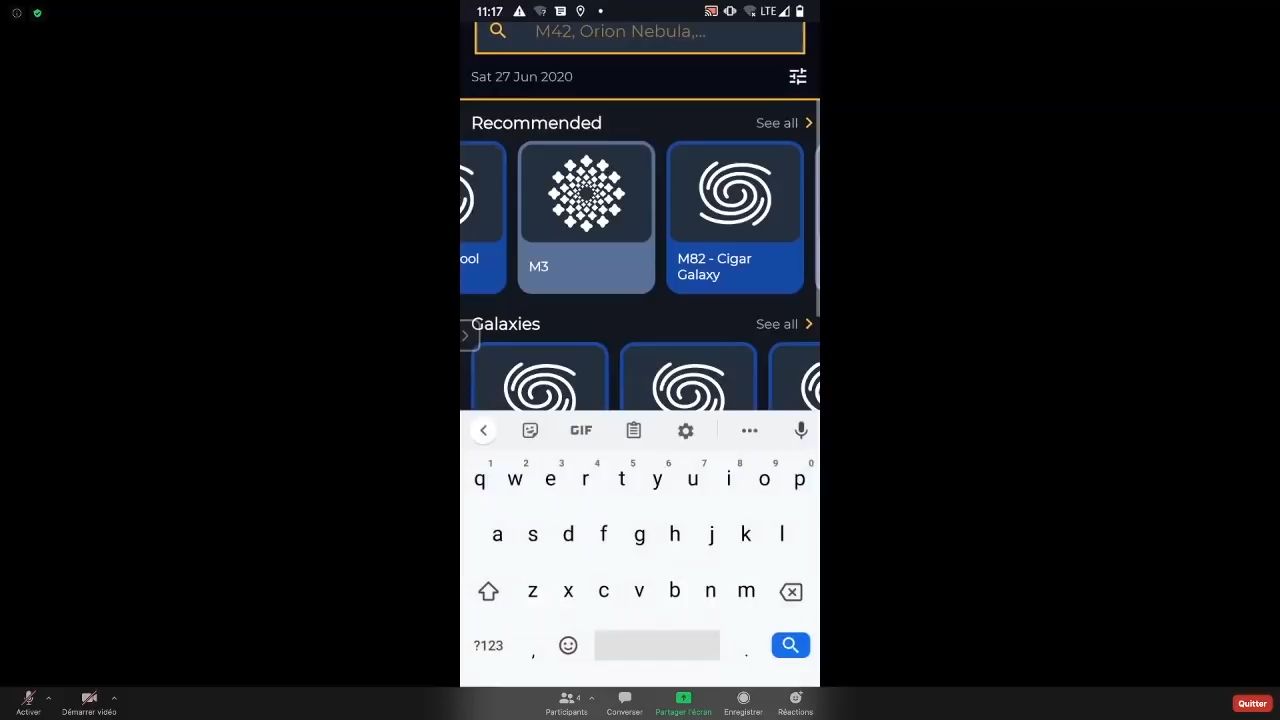 11:17
LTE
M42, Orion Nebula,...
Sat 27 Jun 2020
Recommended
See all
ool
M3
M82 - Cigar
Galaxy
Galaxies
See all
GIF
1 2 3 4 5 6 7 8 9 0
q w e r t y u i o p
a s d f g h j k l
z x c v b n m
?123 , .
Activer
Démarrer vidéo
4
Participants
Converser
Partager l'écran
Enregistrer
Réactions
Quitter